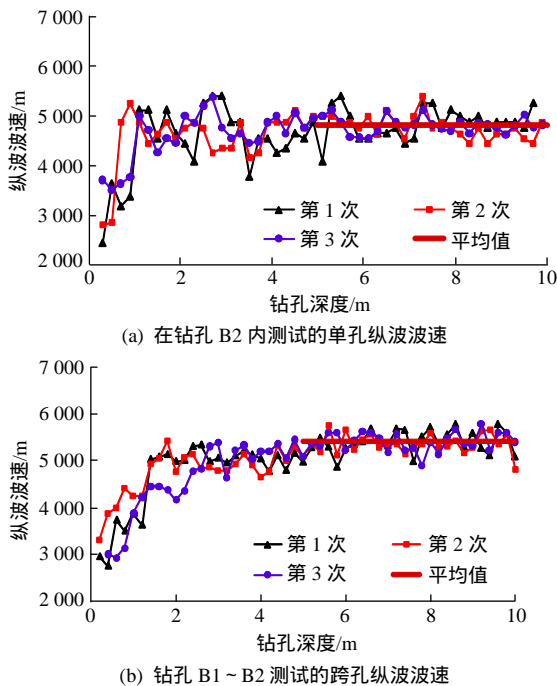 7 000
6 000
5 000
4 000
3 000
2 000
纵波波速/m
第 1 次
第 2 次
第 3 次
平均值
0 2 4 6 8 10
钻孔深度/m
(a) 在钻孔 B2 内测试的单孔纵波波速
7 000
6 000
5 000
4 000
3 000
2 000
纵波波速/m
第 1 次
第 2 次
第 3 次
平均值
0 2 4 6 8 10
钻孔深度/m
(b) 钻孔 B1 ~ B2 测试的跨孔纵波波速